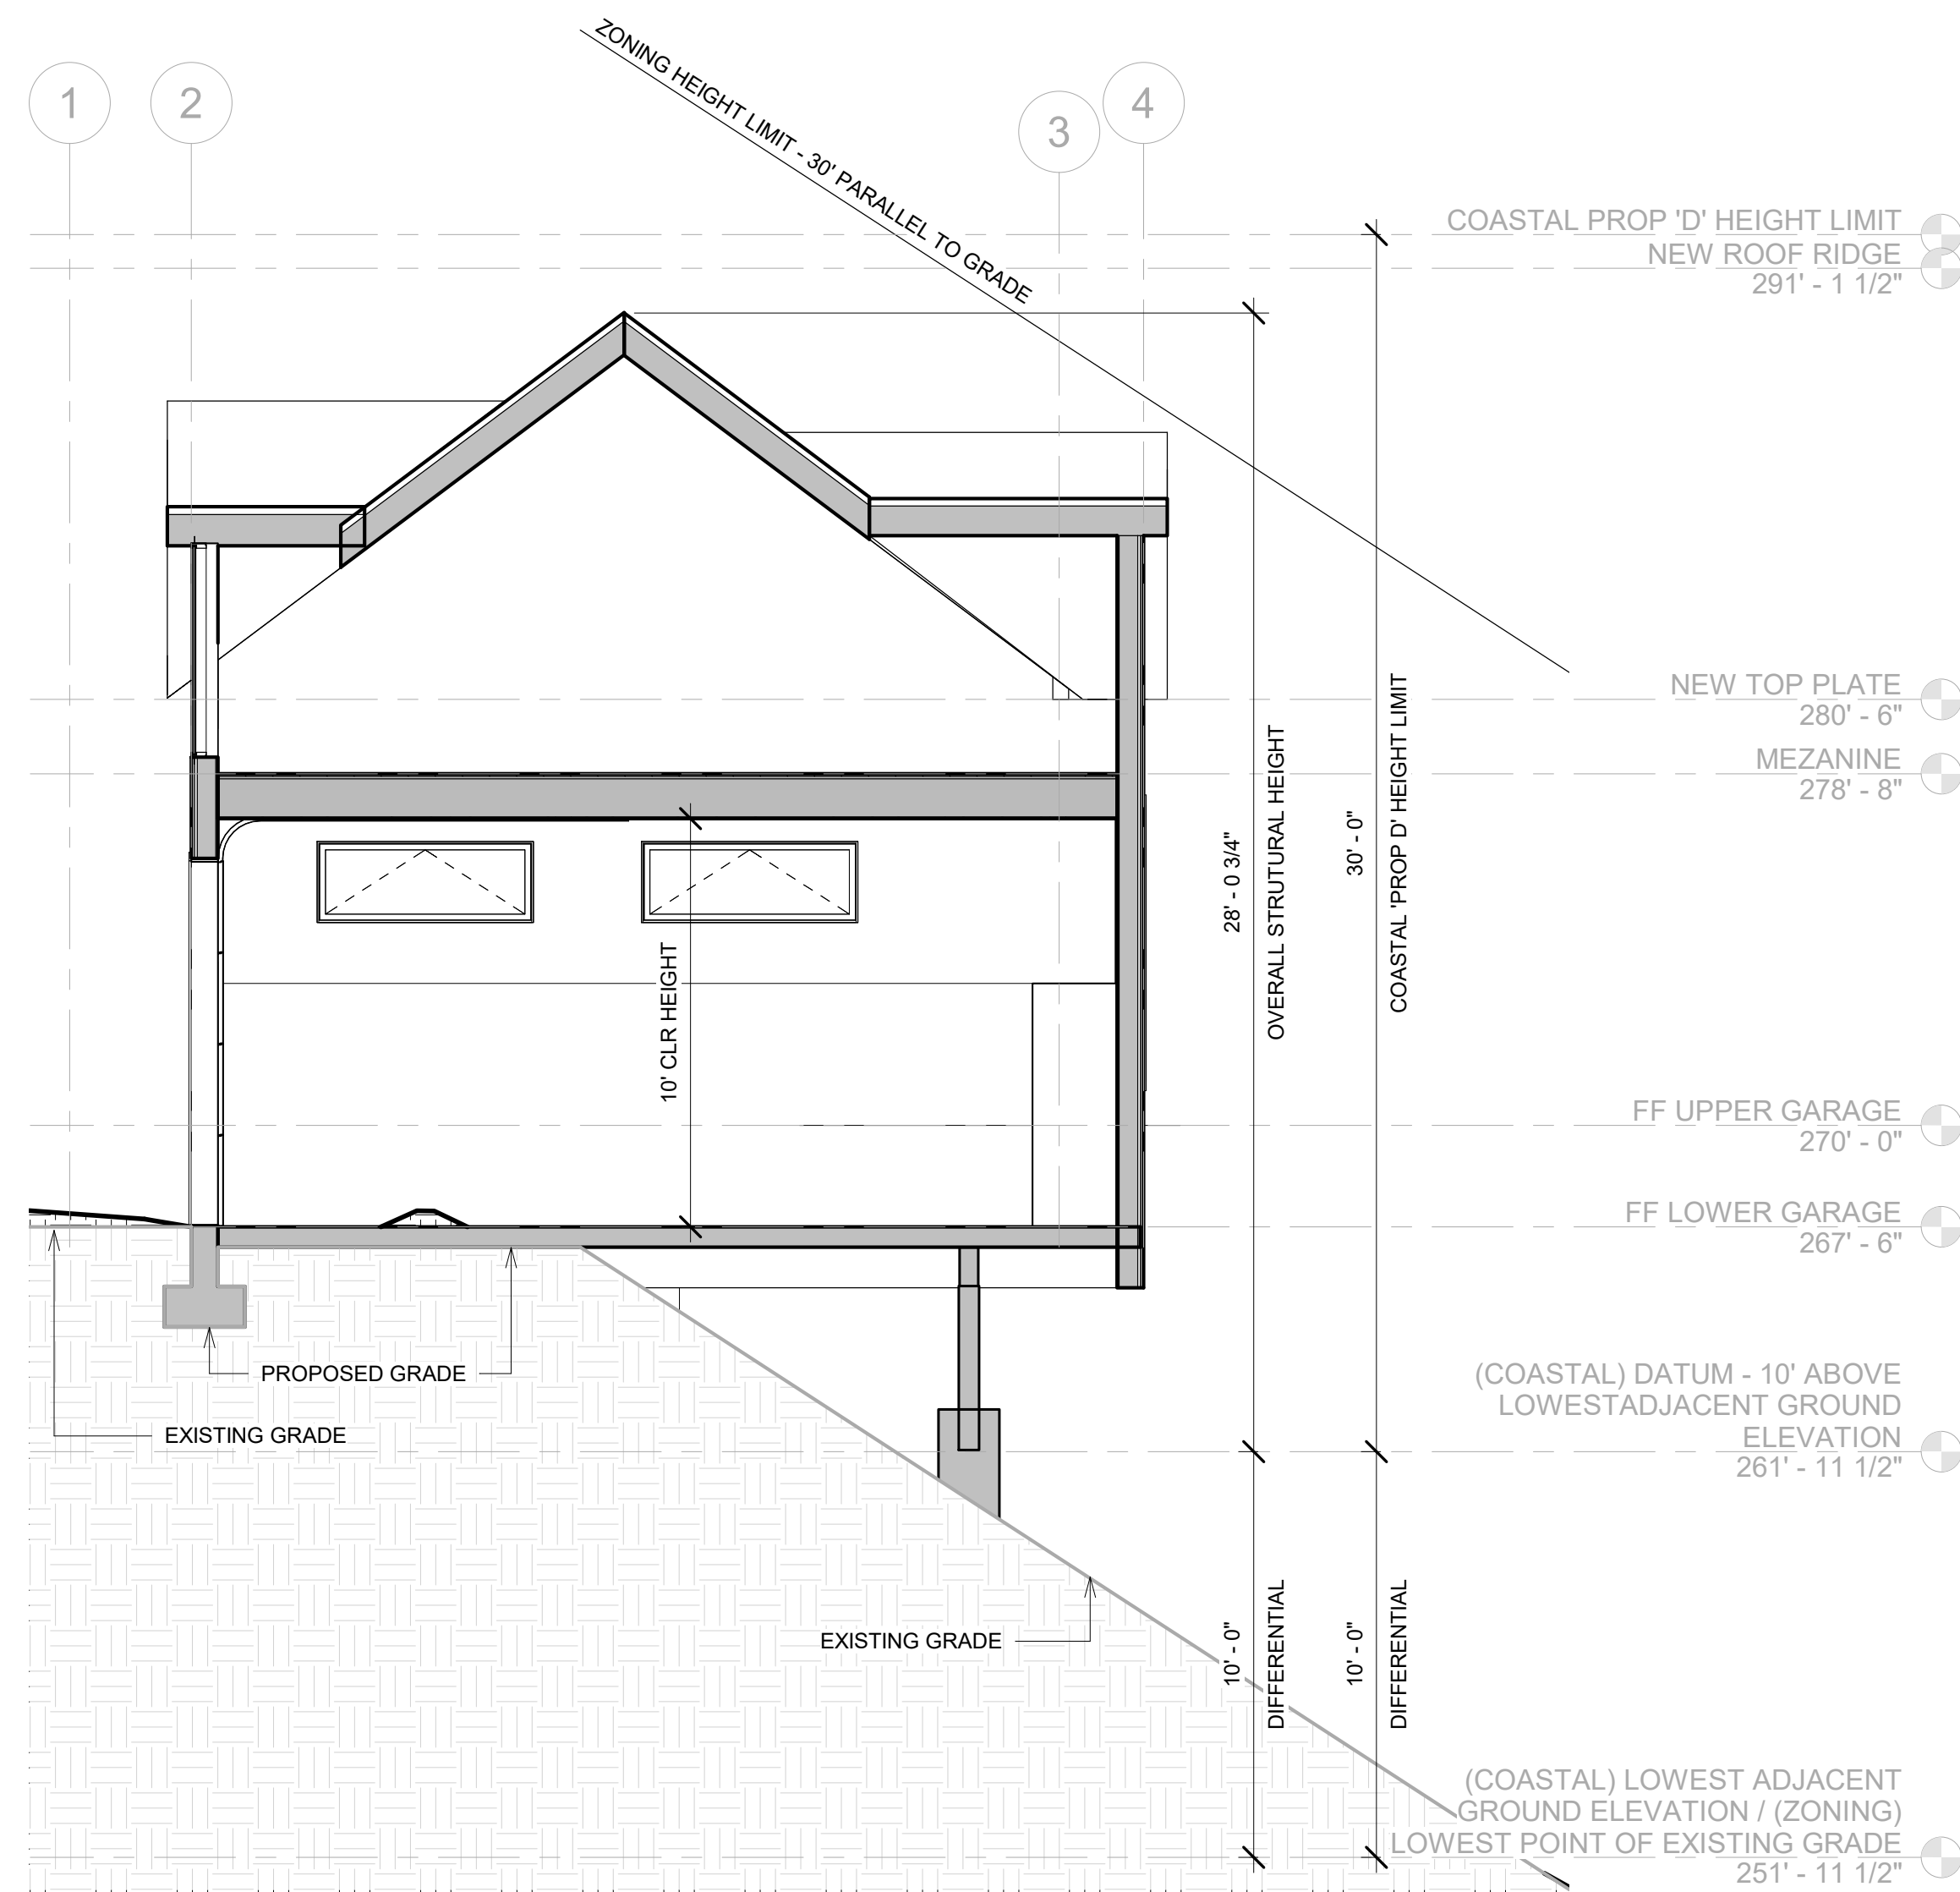 ZONING HEIGHT LIMIT - 30' PARALLEL TO GRADE
1
2
3
4
COASTAL PROP 'D' HEIGHT LIMIT
NEW ROOF RIDGE
291' - 1 1/2"
NEW TOP PLATE
280' - 6"
MEZANINE
278' - 8"
28' - 0 3/4"
OVERALL STRUTURAL HEIGHT
30' - 0"
COASTAL 'PROP D' HEIGHT LIMIT
10' CLR HEIGHT
FF UPPER GARAGE
270' - 0"
FF LOWER GARAGE
267' - 6"
PROPOSED GRADE
EXISTING GRADE
(COASTAL) DATUM - 10' ABOVE
LOWESTADJACENT GROUND
ELEVATION
261' - 11 1/2"
EXISTING GRADE
10' - 0"
DIFFERENTIAL
10' - 0"
DIFFERENTIAL
(COASTAL) LOWEST ADJACENT
GROUND ELEVATION / (ZONING)
LOWEST POINT OF EXISTING GRADE
251' - 11 1/2"